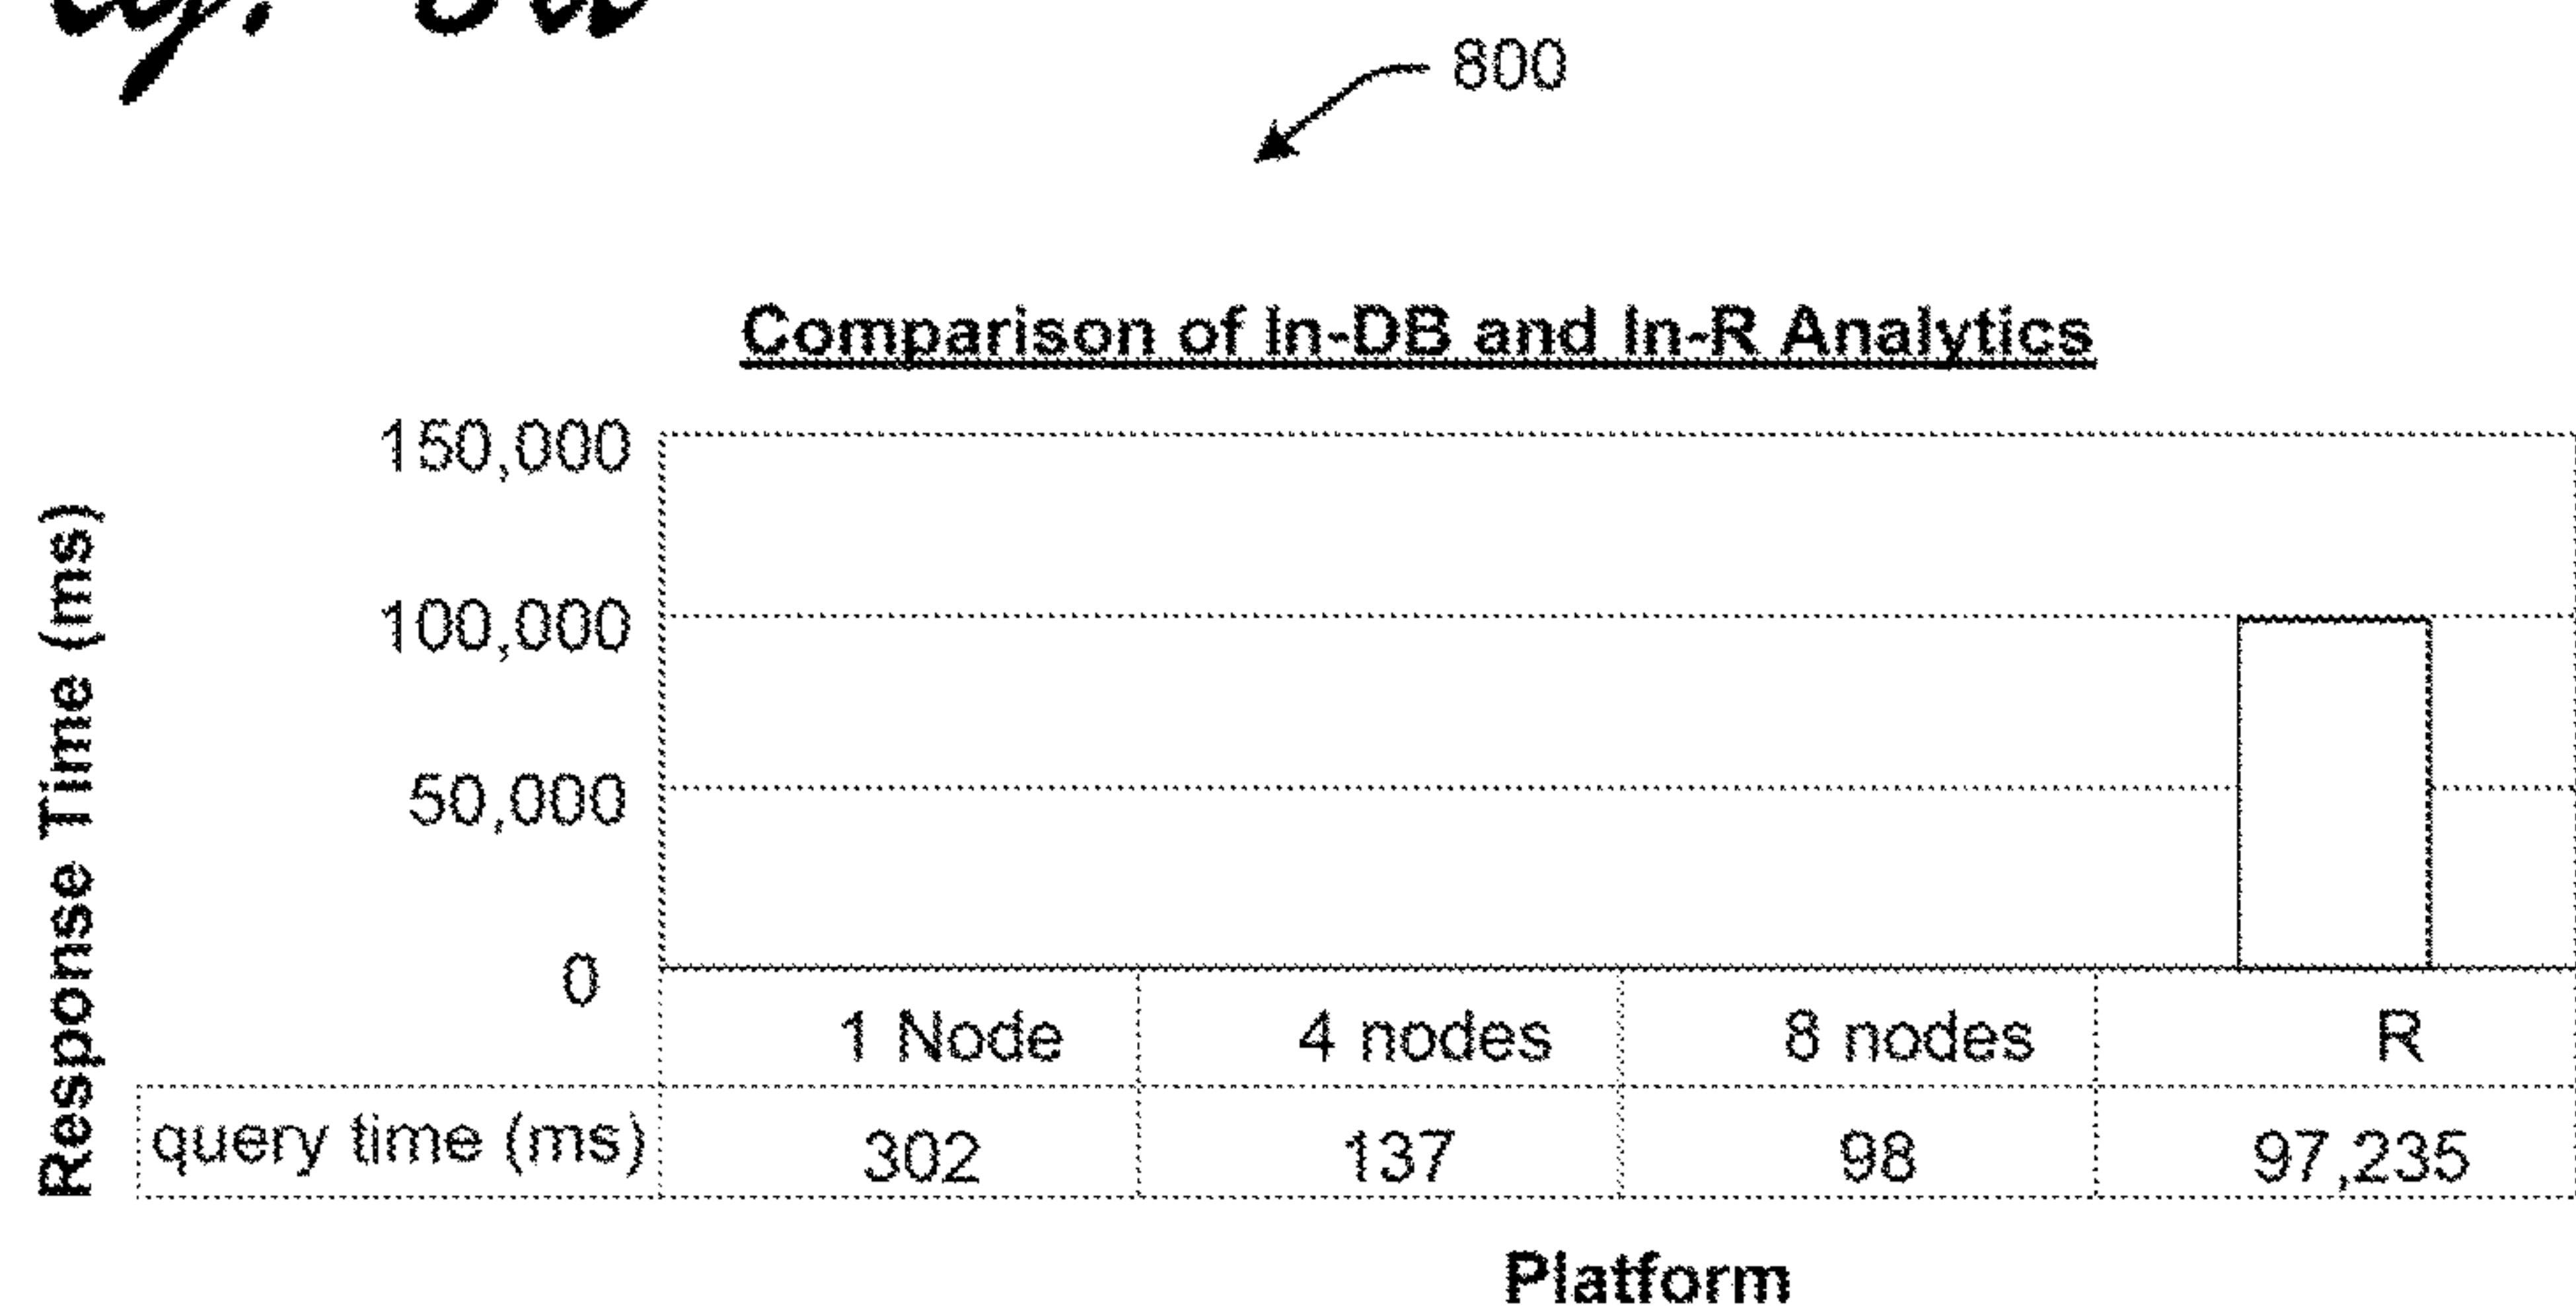 800
Comparison of In-DB and In-R Analytics
Response Time (ms)
150,000
100,000
50,000
0
1 Node 4 nodes 8 nodes R
query time (ms) 302 137 98 97,235
Platform